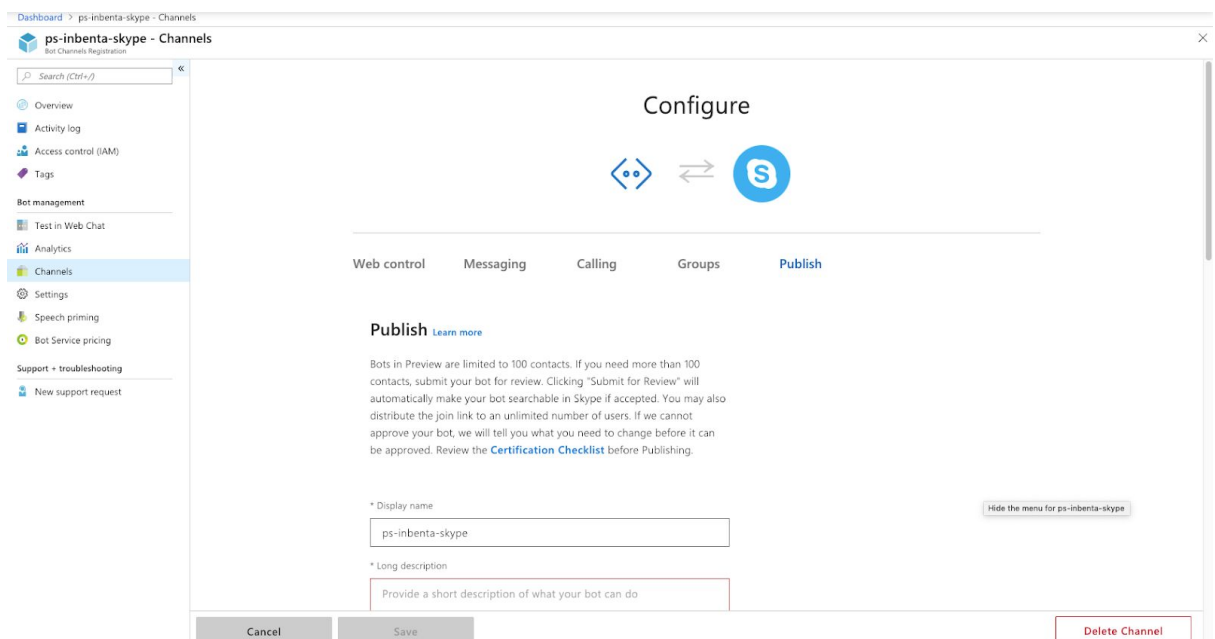 Dashboard > ps-inbenta-skype - Channels
ps-inbenta-skype - Channels
Bot Channels Registration
Search (Ctrl+/)
«
Overview
Activity log
Access control (IAM)
Tags
Bot management
Test in Web Chat
Analytics
Channels
Settings
Speech priming
Bot Service pricing
Support + troubleshooting
New support request
Configure
Web control Messaging Calling Groups Publish
Publish Learn more
Bots in Preview are limited to 100 contacts. If you need more than 100
contacts, submit your bot for review. Clicking "Submit for Review" will
automatically make your bot searchable in Skype if accepted. You may also
distribute the join link to an unlimited number of users. If we cannot
approve your bot, we will tell you what you need to change before it can
be approved. Review the Certification Checklist before Publishing.
* Display name
ps-inbenta-skype
Hide the menu for ps-inbenta-skype
* Long description
Provide a short description of what your bot can do
Cancel Save Delete Channel